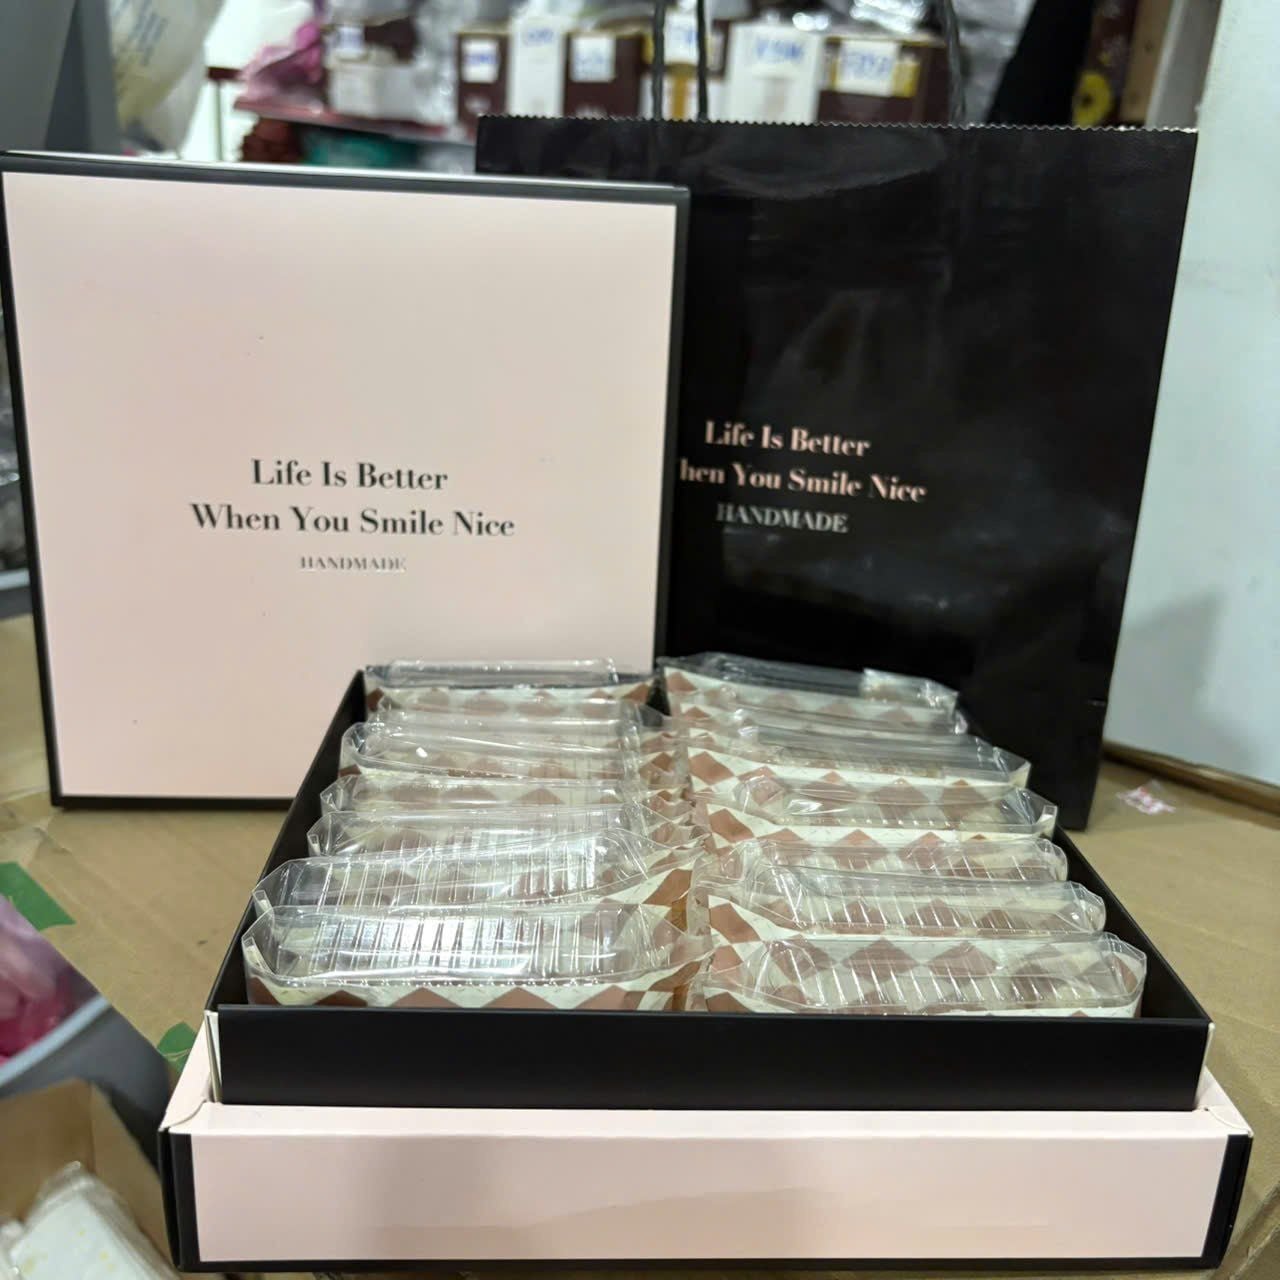 Life Is Better
When You Smile Nice
HANDMADE
Life Is Better
hen You Smile Nice
HANDMADE